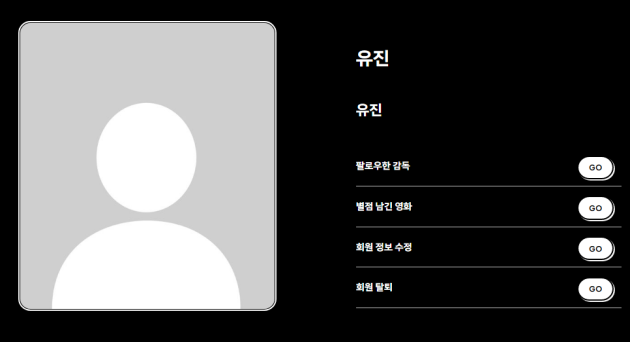 유진
유진
팔로우한 감독 GO
별점 남긴 영화 GO
회원 정보 수정 GO
회원 탈퇴 GO